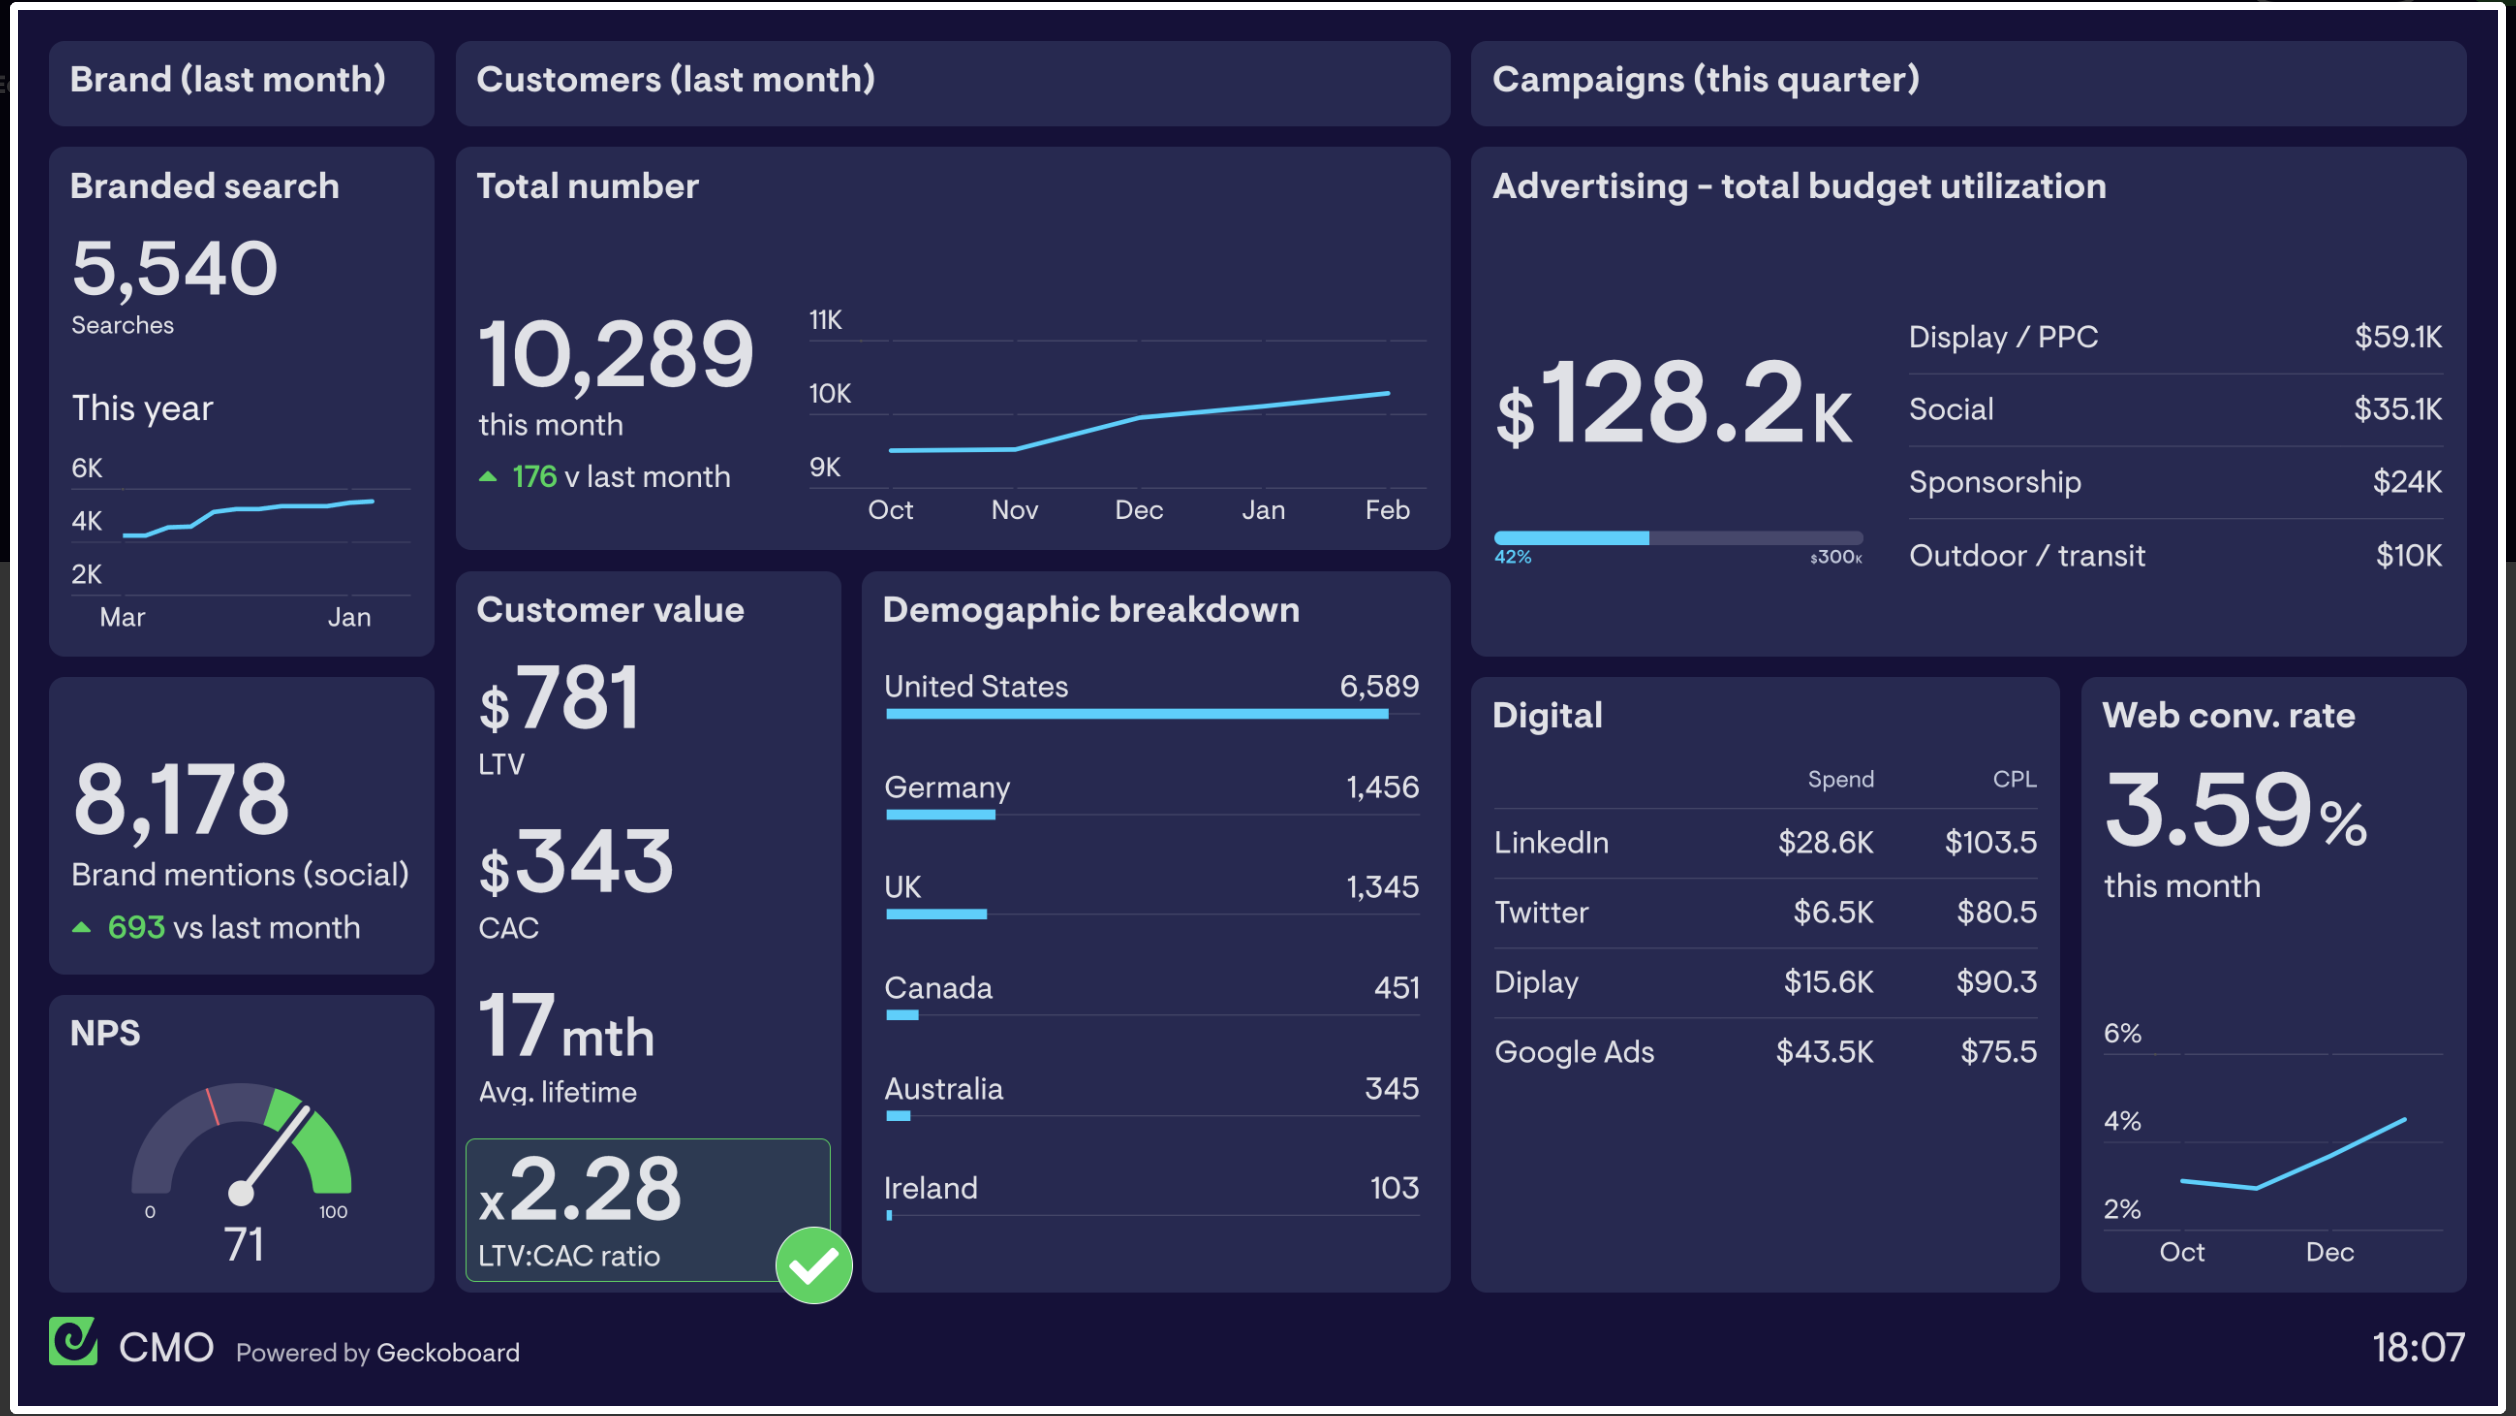 Brand (last month)
Customers (last month)
Campaigns (this quarter)
Branded search
5,540
Searches
This year
6K
4K
2K
Mar Jan
8,178
Brand mentions (social)
693 vs last month
NPS
0 100
71
Total number
10,289
this month
176 v last month
11K
10K
9K
Oct Nov Dec Jan Feb
Customer value
$781
LTV
$343
CAC
17 mth
Avg. lifetime
x2.28
LTV:CAC ratio
Demogaphic breakdown
United States 6,589
Germany 1,456
UK 1,345
Canada 451
Australia 345
Ireland 103
Advertising - total budget utilization
$128.2K
42% $300K
Display / PPC $59.1K
Social $35.1K
Sponsorship $24K
Outdoor / transit $10K
Digital
Spend CPL
LinkedIn $28.6K $103.5
Twitter $6.5K $80.5
Diplay $15.6K $90.3
Google Ads $43.5K $75.5
Web conv. rate
3.59%
this month
6%
4%
2%
Oct Dec
CMO Powered by Geckoboard
18:07